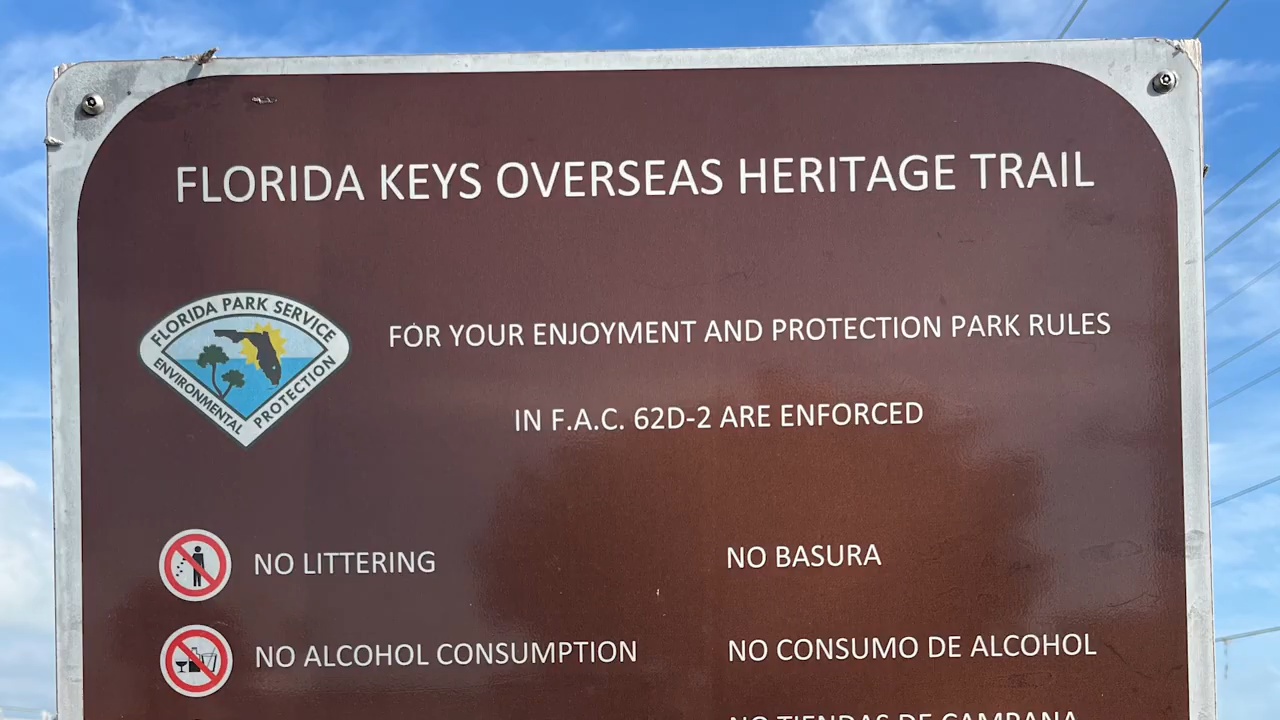 FLORIDA KEYS OVERSEAS HERITAGE TRAIL
FLORIDA PARK SERVICE
ENVIRONMENTAL PROTECTION
FOR YOUR ENJOYMENT AND PROTECTION PARK RULES
IN F.A.C. 62D-2 ARE ENFORCED
NO LITTERING
NO BASURA
NO ALCOHOL CONSUMPTION
NO CONSUMO DE ALCOHOL
NO TIENDAS DE CAMPANA